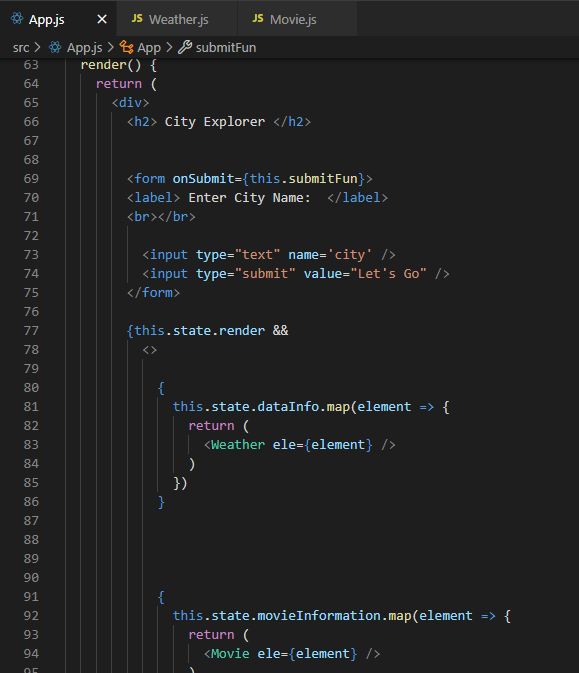 App.js × JS Weather.js JS Movie.js
src > App.js > App > submitFun
63 render() {
64 return (
65 <div>
66 <h2> City Explorer </h2>
67
68
69 <form onSubmit={this.submitFun}>
70 <label> Enter City Name:  </label>
71 <br></br>
72
73 <input type="text" name='city' />
74 <input type="submit" value="Let's Go" />
75 </form>
76
77 {this.state.render &&
78 <>
79
80 {
81 this.state.dataInfo.map(element => {
82 return (
83 <Weather ele={element} />
84 )
85 })
86 }
87
88
89
90
91 {
92 this.state.movieInformation.map(element => {
93 return (
94 <Movie ele={element} />
95 )